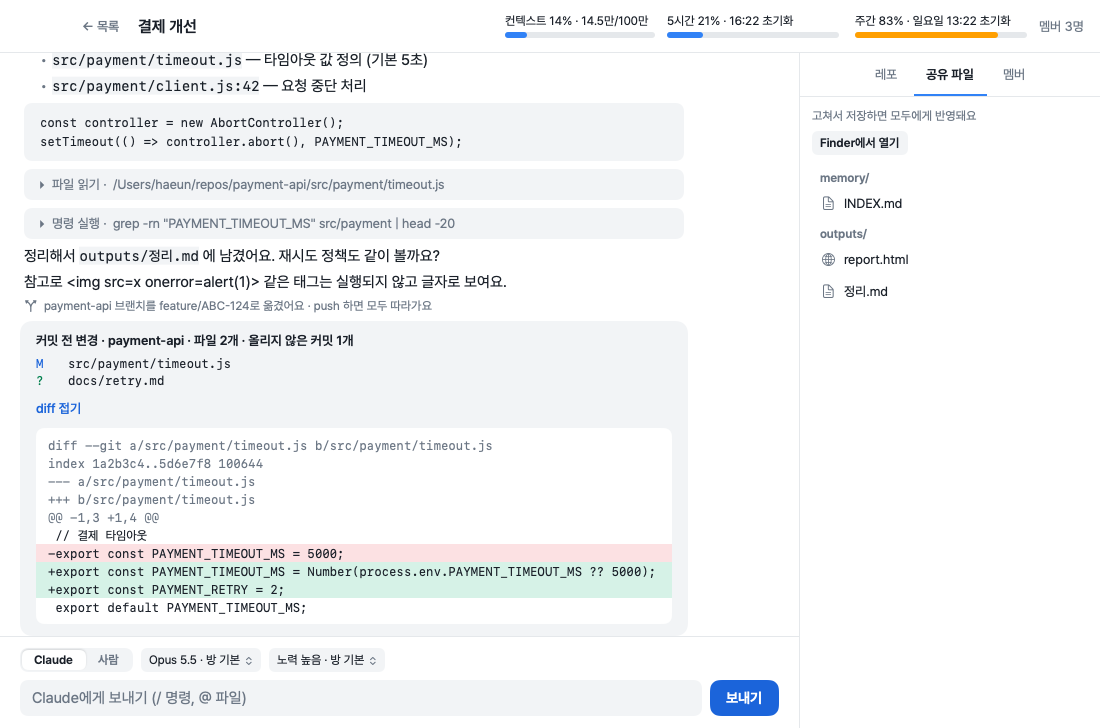 ← 목록
결제 개선
컨텍스트 14% · 14.5만/100만
5시간 21% · 16:22 초기화
주간 83% · 일요일 13:22 초기화
멤버 3명
• src/payment/timeout.js — 타임아웃 값 정의 (기본 5초)
• src/payment/client.js:42 — 요청 중단 처리
const controller = new AbortController();
setTimeout(() => controller.abort(), PAYMENT_TIMEOUT_MS);
파일 읽기 · /Users/haeun/repos/payment-api/src/payment/timeout.js
명령 실행 · grep -rn "PAYMENT_TIMEOUT_MS" src/payment | head -20
정리해서 outputs/정리.md 에 남겼어요. 재시도 정책도 같이 볼까요?
참고로 <img src=x onerror=alert(1)> 같은 태그는 실행되지 않고 글자로 보여요.
payment-api 브랜치를 feature/ABC-124로 옮겼어요 · push 하면 모두 따라가요
커밋 전 변경 · payment-api · 파일 2개 · 올리지 않은 커밋 1개
M src/payment/timeout.js
? docs/retry.md
diff 접기
diff --git a/src/payment/timeout.js b/src/payment/timeout.js
index 1a2b3c4..5d6e7f8 100644
--- a/src/payment/timeout.js
+++ b/src/payment/timeout.js
@@ -1,3 +1,4 @@
// 결제 타임아웃
-export const PAYMENT_TIMEOUT_MS = 5000;
+export const PAYMENT_TIMEOUT_MS = Number(process.env.PAYMENT_TIMEOUT_MS ?? 5000);
+export const PAYMENT_RETRY = 2;
export default PAYMENT_TIMEOUT_MS;
Claude
사람
Opus 5.5 · 방 기본
노력 높음 · 방 기본
Claude에게 보내기 (/ 명령, @ 파일)
보내기
레포
공유 파일
멤버
고쳐서 저장하면 모두에게 반영돼요
Finder에서 열기
memory/
INDEX.md
outputs/
report.html
정리.md